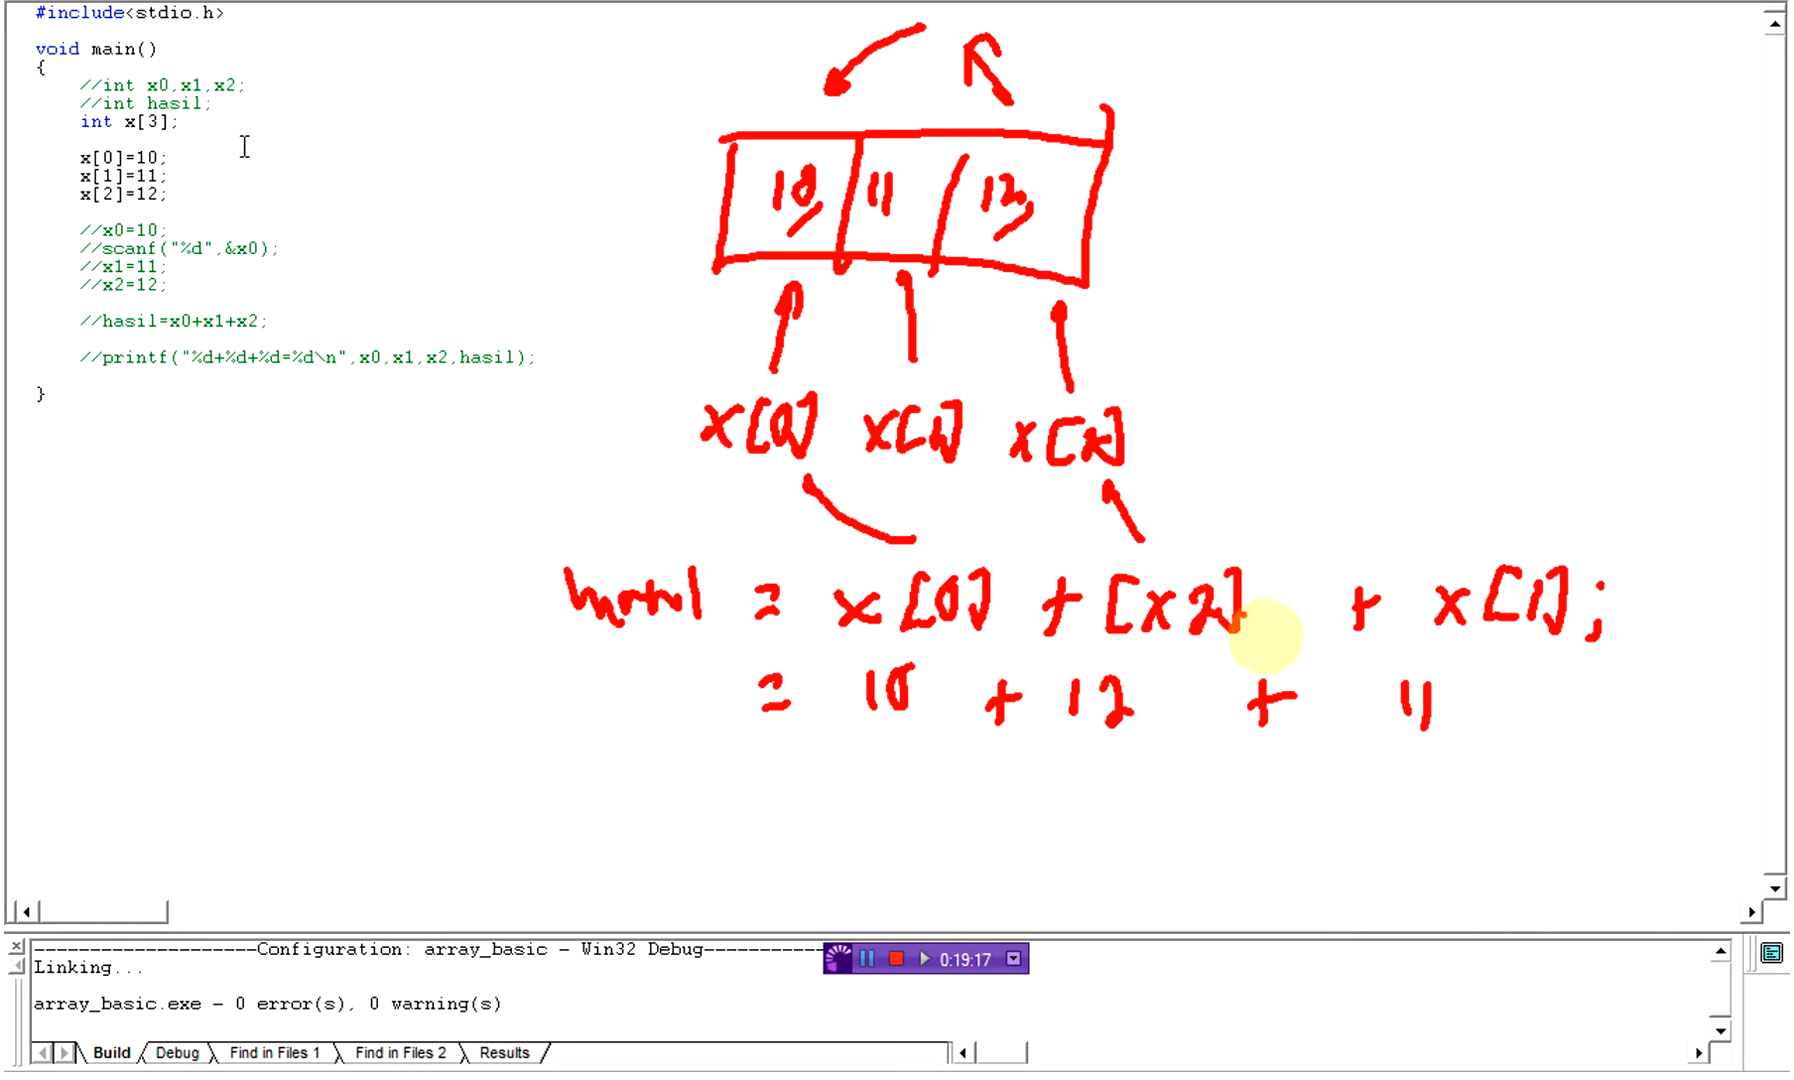 #include<stdio.h>
void main()
{
//int x0,x1,x2;
//int hasil;
int x[3];
x[0]=10;
x[1]=11;
x[2]=12;
//x0=10;
//scanf("%d",&x0);
//x1=11;
//x2=12;
//hasil=x0+x1+x2;
//printf("%d+%d+%d=%d\n",x0,x1,x2,hasil);
}
10 11 12
x[0] x[1] x[2]
= x[0] + [x2] + x[1];
= 10 + 12 + 11
--------------------Configuration: array_basic - Win32 Debug-----------
Linking...
array_basic.exe - 0 error(s), 0 warning(s)
0:19:17
Build Debug Find in Files 1 Find in Files 2 Results